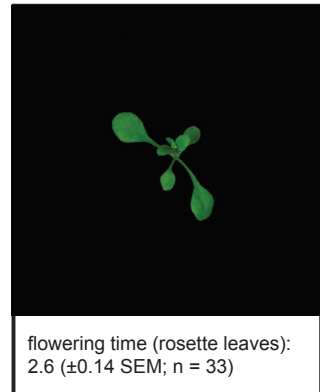 flowering time (rosette leaves):
2.6 (±0.14 SEM; n = 33)